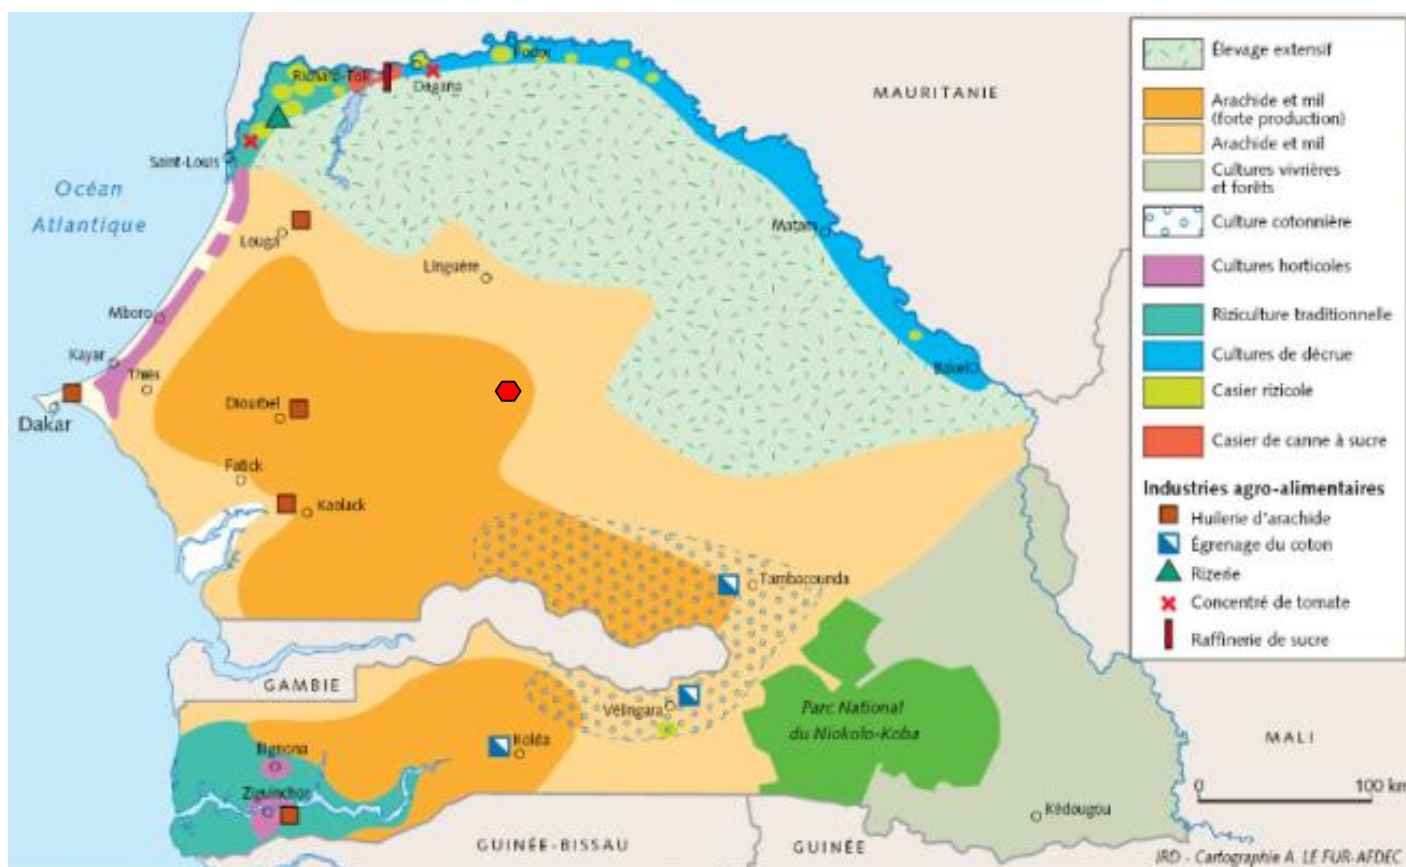 MAURITANIE
Océan
Atlantique
Richard-Toll
Dagana
Podor
Saint-Louis
Louga
Linguère
Matam
Mboro
Kayar
Thiès
Dakar
Diourbel
Bakel
Fatick
Kaolack
Tambacounda
GAMBIE
Vélingara
Parc National
du Niokolo-Koba
Kolda
Bignona
Ziguinchor
MALI
Kédougou
GUINÉE-BISSAU
GUINÉE
Élevage extensif
Arachide et mil
(forte production)
Arachide et mil
Cultures vivrières
et forêts
Culture cotonnière
Cultures horticoles
Riziculture traditionnelle
Cultures de décrue
Casier rizicole
Casier de canne à sucre
Industries agro-alimentaires
Huilerie d'arachide
Égrenage du coton
Rizerie
Concentré de tomate
Raffinerie de sucre
0 100 km
IRD - Cartographie A. LE FUR-AFDEC